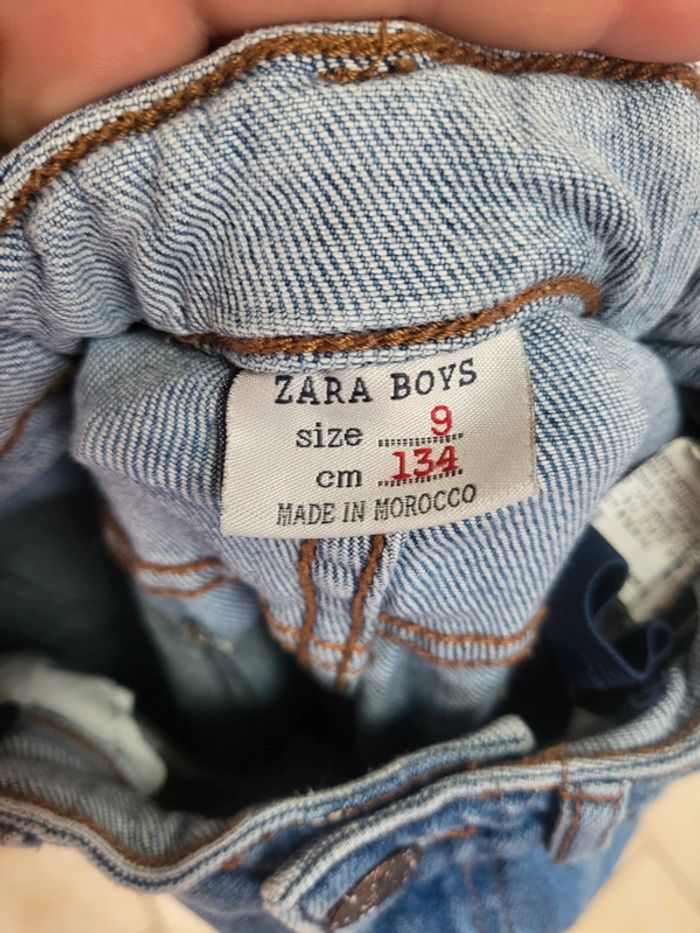 ZARA BOYS
size 9
cm 134
MADE IN MOROCCO